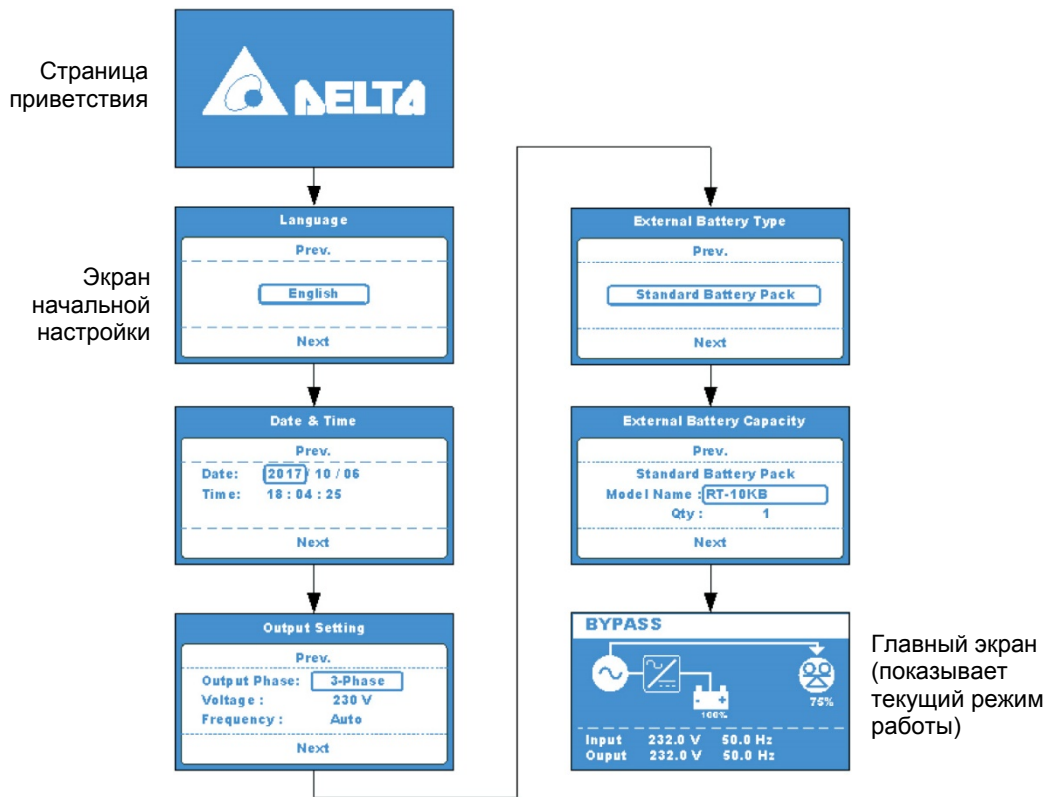 Страница
приветствия
DELTA
Language
Prev.
English
Next
Экран
начальной
настройки
Date & Time
Prev.
Date: 2017 / 10 / 06
Time: 18 : 04 : 25
Next
Output Setting
Prev.
Output Phase: 3-Phase
Voltage : 230 V
Frequency : Auto
Next
External Battery Type
Prev.
Standard Battery Pack
Next
External Battery Capacity
Prev.
Standard Battery Pack
Model Name : RT-10KB
Qty : 1
Next
BYPASS
- +
100%
75%
Input 232.0 V 50.0 Hz
Ouput 232.0 V 50.0 Hz
Главный экран
(показывает
текущий режим
работы)